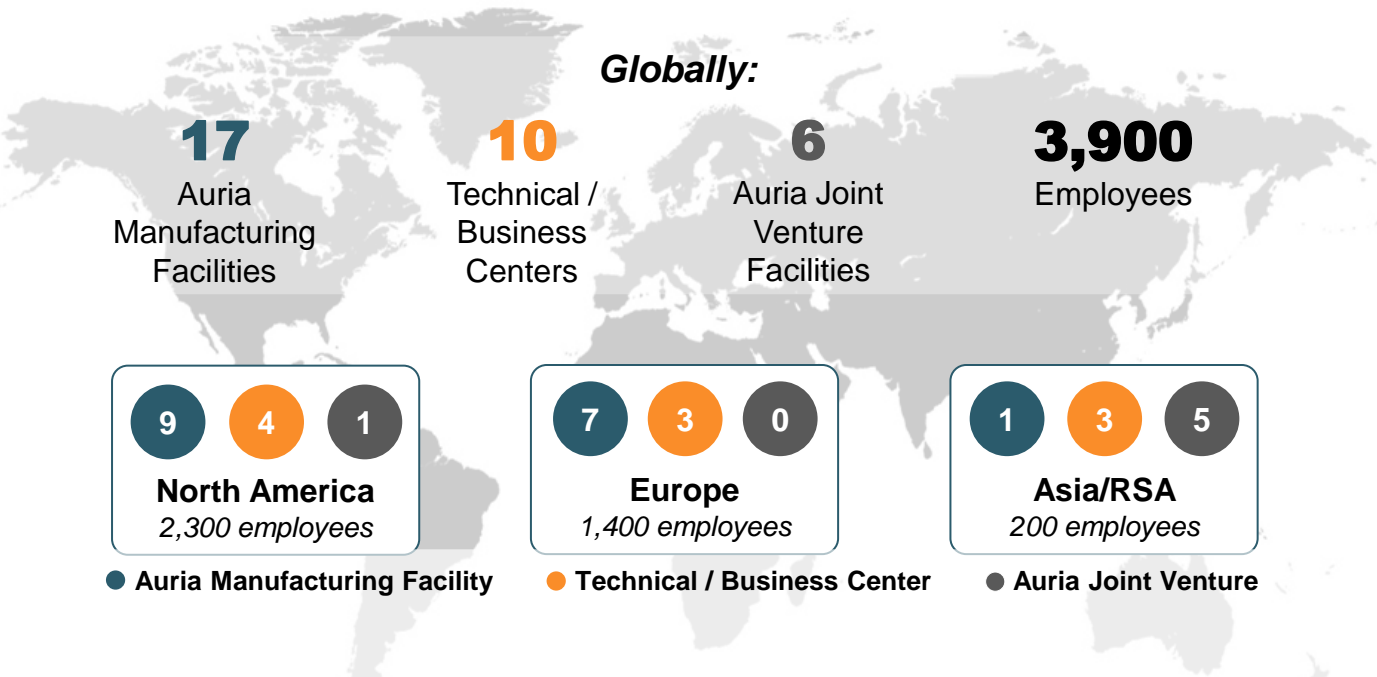 Globally:
17
Auria
Manufacturing
Facilities
10
Technical /
Business
Centers
6
Auria Joint
Venture
Facilities
3,900
Employees
9 4 1
North America
2,300 employees
7 3 0
Europe
1,400 employees
1 3 5
Asia/RSA
200 employees
Auria Manufacturing Facility
Technical / Business Center
Auria Joint Venture